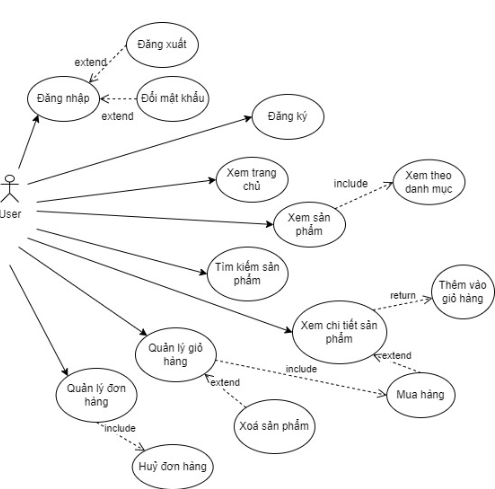 Đăng xuất
extend
Đăng nhập
Đổi mật khẩu
extend
Đăng ký
Xem trang
chủ
include
Xem theo
danh mục
User
Xem sản
phẩm
Tìm kiếm sản
phẩm
Thêm vào
giỏ hàng
return
Xem chi tiết sản
phẩm
Quản lý giỏ
hàng
extend
include
Quản lý đơn
hàng
extend
Mua hàng
include
Xoá sản phẩm
Huỷ đơn hàng